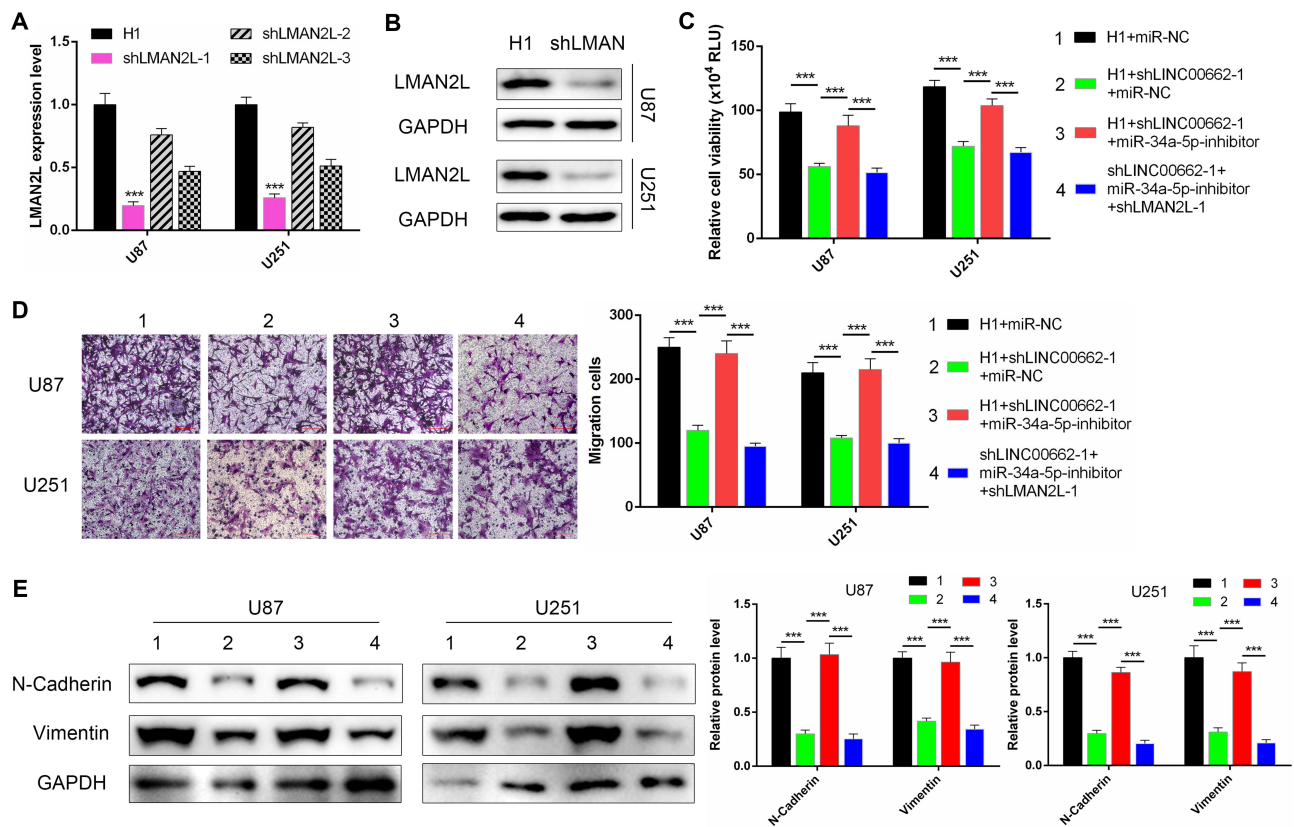 A
H1
shLMAN2L-2
shLMAN2L-1
shLMAN2L-3
LMAN2L expression level
1.5
1.0
0.5
0.0
***
***
U87
U251
B
H1 shLMAN
LMAN2L
GAPDH
U87
LMAN2L
GAPDH
U251
C
Relative cell viability (x10⁴ RLU)
150
100
50
0
*** *** ***
*** *** ***
U87
U251
1 H1+miR-NC
2 H1+shLINC00662-1
+miR-NC
3 H1+shLINC00662-1
+miR-34a-5p-inhibitor
4 shLINC00662-1+
miR-34a-5p-inhibitor
+shLMAN2L-1
D
1 2 3 4
U87
U251
Migration cells
300
200
100
0
*** *** ***
*** *** ***
U87
U251
1 H1+miR-NC
2 H1+shLINC00662-1
+miR-NC
3 H1+shLINC00662-1
+miR-34a-5p-inhibitor
4 shLINC00662-1+
miR-34a-5p-inhibitor
+shLMAN2L-1
E
U87 U251
1 2 3 4 1 2 3 4
N-Cadherin
Vimentin
GAPDH
U87
1 3
2 4
Relative protein level
1.5
1.0
0.5
0.0
*** *** ***
*** *** ***
N-Cadherin
Vimentin
U251
1 3
2 4
Relative protein level
1.5
1.0
0.5
0.0
*** *** ***
*** *** ***
N-Cadherin
Vimentin